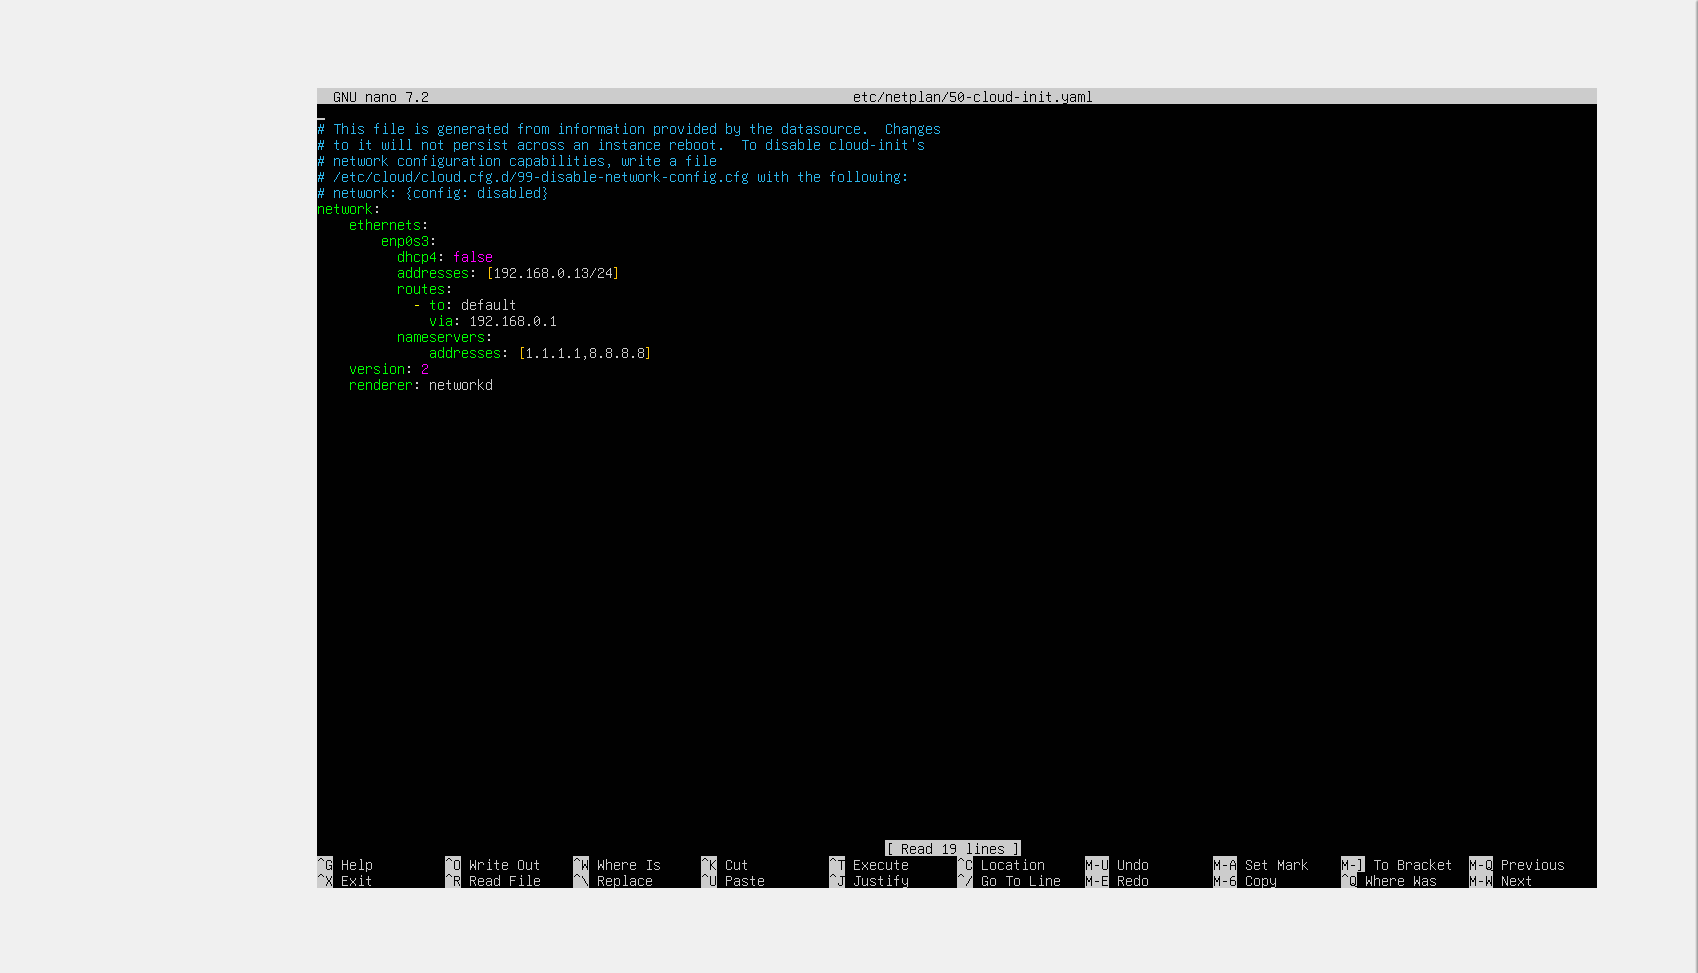 GNU nano 7.2 etc/netplan/50-cloud-init.yaml
# This file is generated from information provided by the datasource.  Changes
# to it will not persist across an instance reboot.  To disable cloud-init's
# network configuration capabilities, write a file
# /etc/cloud/cloud.cfg.d/99-disable-network-config.cfg with the following:
# network: {config: disabled}
network:
    ethernets:
        enp0s3:
          dhcp4: false
          addresses: [192.168.0.13/24]
          routes:
            - to: default
              via: 192.168.0.1
          nameservers:
              addresses: [1.1.1.1,8.8.8.8]
    version: 2
    renderer: networkd
[ Read 19 lines ]
^G Help ^O Write Out ^W Where Is ^K Cut ^T Execute ^C Location M-U Undo M-A Set Mark M-] To Bracket M-Q Previous
^X Exit ^R Read File ^\ Replace ^U Paste ^J Justify ^/ Go To Line M-E Redo M-6 Copy ^Q Where Was M-W Next